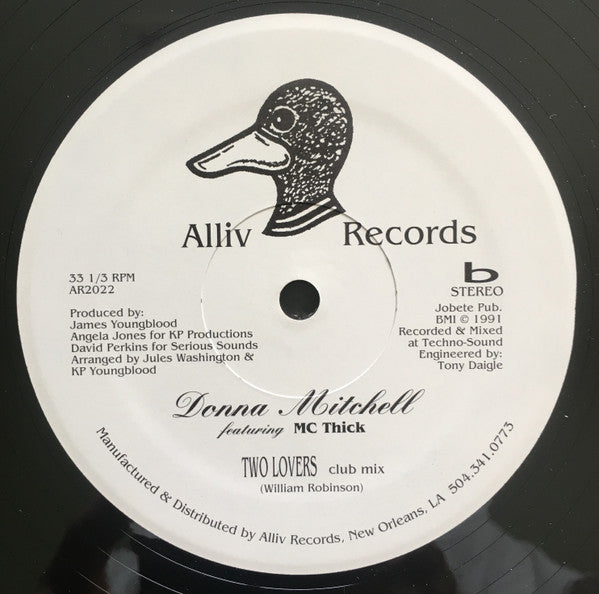 Alliv Records
33 1/3 RPM
AR2022
b
STEREO
Produced by:
James Youngblood
Angela Jones for KP Productions
David Perkins for Serious Sounds
Arranged by Jules Washington &
KP Youngblood
Jobete Pub.
BMI © 1991
Recorded & Mixed
at Techno-Sound
Engineered by:
Tony Daigle
Donna Mitchell
featuring MC Thick
TWO LOVERS club mix
(William Robinson)
Manufactured & Distributed by Alliv Records, New Orleans, LA 504.341.0773